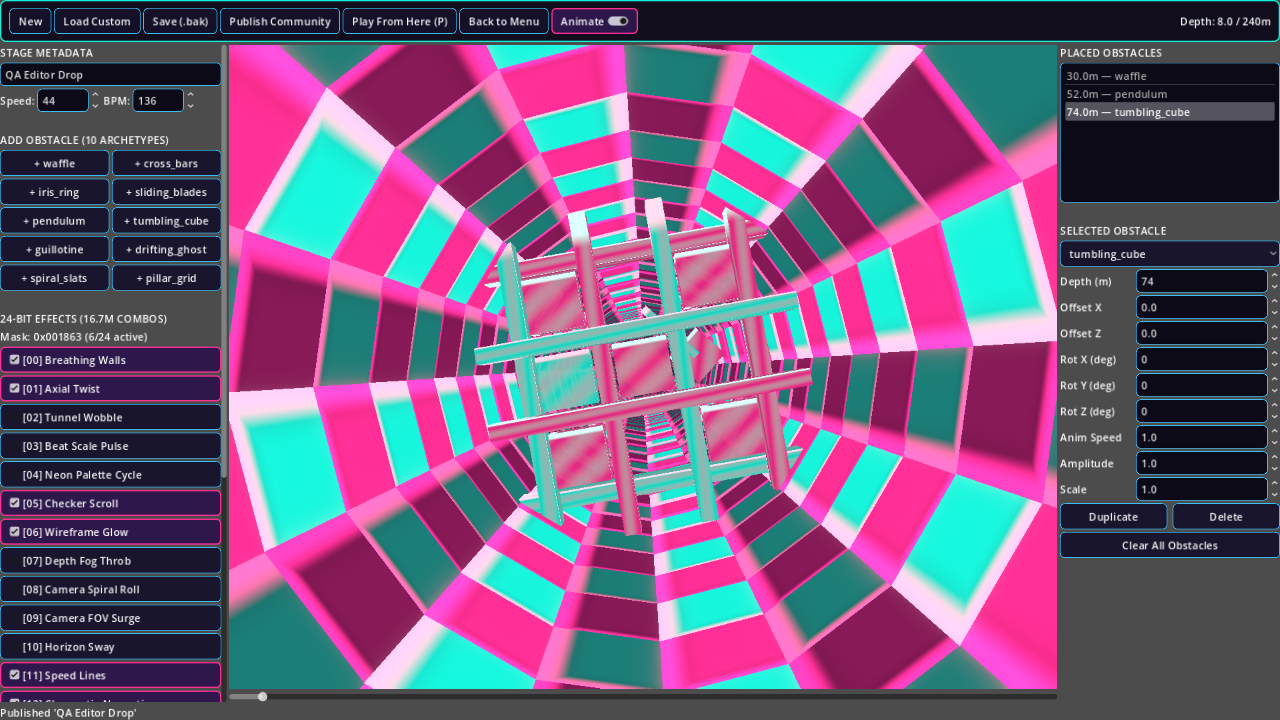 New Load Custom Save (.bak) Publish Community Play From Here (P) Back to Menu Animate Depth: 8.0 / 240m
STAGE METADATA
QA Editor Drop
Speed: 44 BPM: 136
ADD OBSTACLE (10 ARCHETYPES)
+ waffle + cross_bars
+ iris_ring + sliding_blades
+ pendulum + tumbling_cube
+ guillotine + drifting_ghost
+ spiral_slats + pillar_grid
24-BIT EFFECTS (16.7M COMBOS)
Mask: 0x001863 (6/24 active)
[00] Breathing Walls
[01] Axial Twist
[02] Tunnel Wobble
[03] Beat Scale Pulse
[04] Neon Palette Cycle
[05] Checker Scroll
[06] Wireframe Glow
[07] Depth Fog Throb
[08] Camera Spiral Roll
[09] Camera FOV Surge
[10] Horizon Sway
[11] Speed Lines
Published 'QA Editor Drop'
PLACED OBSTACLES
30.0m — waffle
52.0m — pendulum
74.0m — tumbling_cube
SELECTED OBSTACLE
tumbling_cube
Depth (m) 74
Offset X 0.0
Offset Z 0.0
Rot X (deg) 0
Rot Y (deg) 0
Rot Z (deg) 0
Anim Speed 1.0
Amplitude 1.0
Scale 1.0
Duplicate Delete
Clear All Obstacles